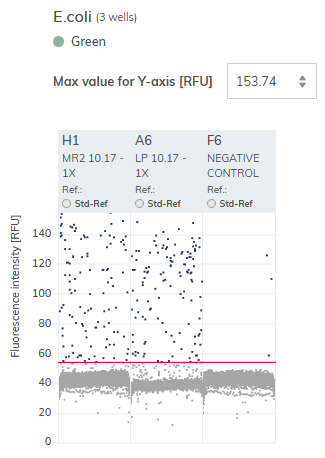 E.coli (3 wells)
Green
Max value for Y-axis [RFU] 153.74
H1 A6 F6
MR2 10.17 - 1X LP 10.17 - 1X NEGATIVE CONTROL
Ref.: Ref.: Ref.:
Std-Ref Std-Ref Std-Ref
Fluorescence intensity [RFU]
140
120
100
80
60
40
20
0